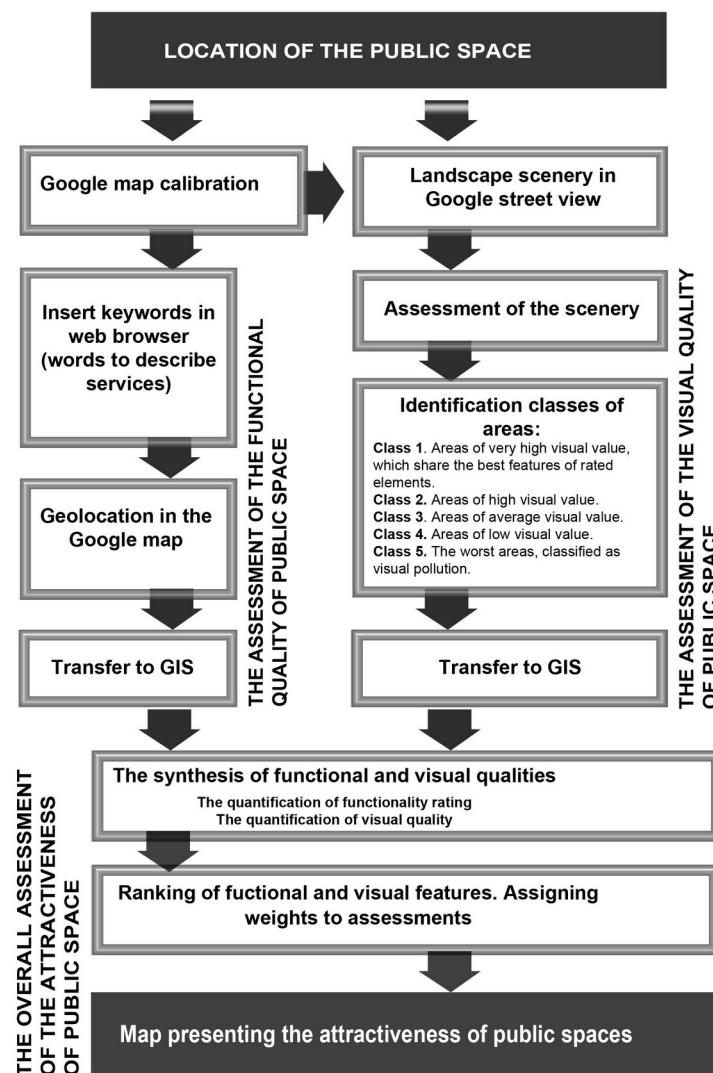 LOCATION OF THE PUBLIC SPACE
Google map calibration
Landscape scenery in
Google street view
Insert keywords in
web browser
(words to describe
services)
Assessment of the scenery
Identification classes of
areas:
Class 1. Areas of very high visual value,
which share the best features of rated
elements.
Class 2. Areas of high visual value.
Class 3. Areas of average visual value.
Class 4. Areas of low visual value.
Class 5. The worst areas, classified as
visual pollution.
Geolocation in the
Google map
Transfer to GIS
Transfer to GIS
THE ASSESSMENT OF THE FUNCTIONAL
QUALITY OF PUBLIC SPACE
THE ASSESSMENT OF THE VISUAL QUALITY
OF PUBLIC SPACE
The synthesis of functional and visual qualities
The quantification of functionality rating
The quantification of visual quality
Ranking of fuctional and visual features. Assigning
weights to assessments
THE OVERALL ASSESSMENT
OF THE ATTRACTIVENESS
OF PUBLIC SPACE
Map presenting the attractiveness of public spaces